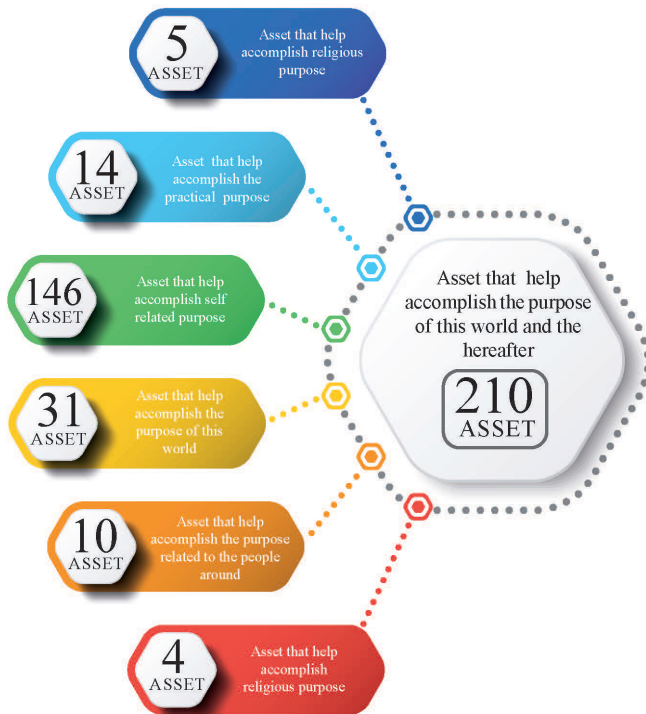 5
ASSET
Asset that help
accomplish religious
purpose
14
ASSET
Asset that help
accomplish the
practical purpose
146
ASSET
Asset that help
accomplish self
related purpose
31
ASSET
Asset that help
accomplish the
purpose of this
world
10
ASSET
Asset that help
accomplish the purpose
related to the people
around
4
ASSET
Asset that help
accomplish
religious purpose
Asset that help
accomplish the purpose
of this world and the
hereafter
210
ASSET